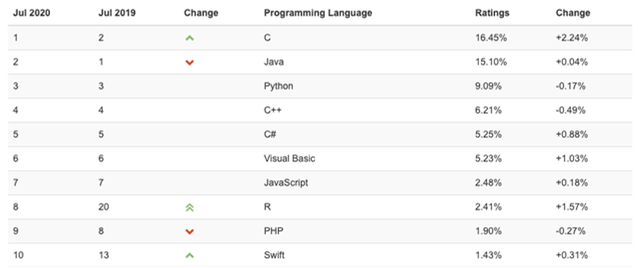 Jul 2020 Jul 2019 Change Programming Language Ratings Change
1 2 C 16.45% +2.24%
2 1 Java 15.10% +0.04%
3 3 Python 9.09% -0.17%
4 4 C++ 6.21% -0.49%
5 5 C# 5.25% +0.88%
6 6 Visual Basic 5.23% +1.03%
7 7 JavaScript 2.48% +0.18%
8 20 R 2.41% +1.57%
9 8 PHP 1.90% -0.27%
10 13 Swift 1.43% +0.31%